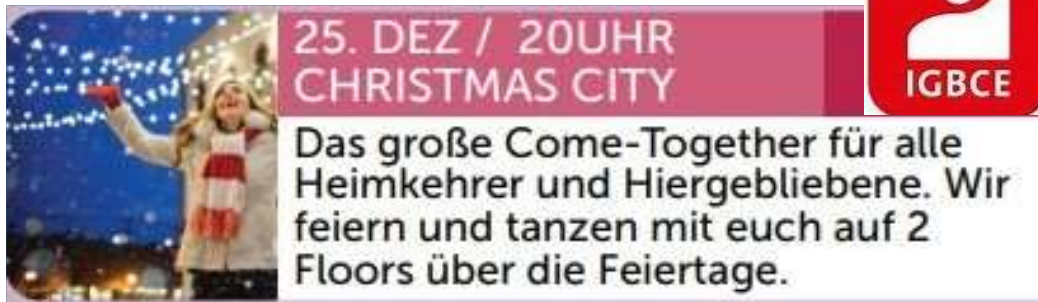 25. DEZ / 20UHR
CHRISTMAS CITY
IGBCE
Das große Come-Together für alle
Heimkehrer und Hiergebliebene. Wir
feiern und tanzen mit euch auf 2
Floors über die Feiertage.